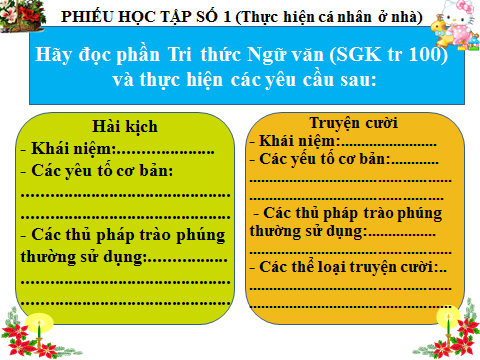 PHIẾU HỌC TẬP SỐ 1 (Thực hiện cá nhân ở nhà)
Hãy đọc phần Tri thức Ngữ văn (SGK tr 100)
và thực hiện các yêu cầu sau:
Hài kịch
- Khái niệm:......................
- Các yêu tố cơ bản:
................................................
................................................
- Các thủ pháp trào phúng
thường sử dụng:..................
................................................
................................................
Truyện cười
- Khái niệm:.........................
- Các yếu tố cơ bản:............
................................................
................................................
- Các thủ pháp trào phúng
thường sử dụng:.................
................................................
- Các thể loại truyện cười:..
................................................
................................................